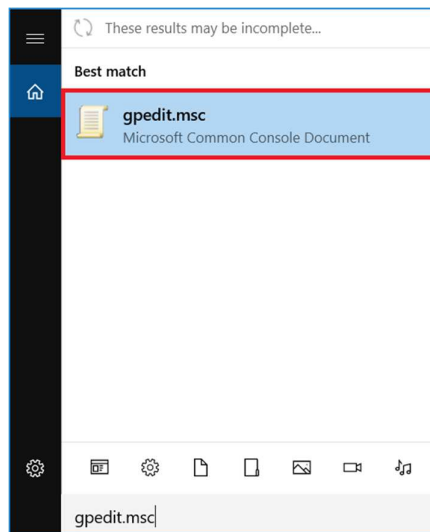 These results may be incomplete...
Best match
gpedit.msc
Microsoft Common Console Document
gpedit.msc